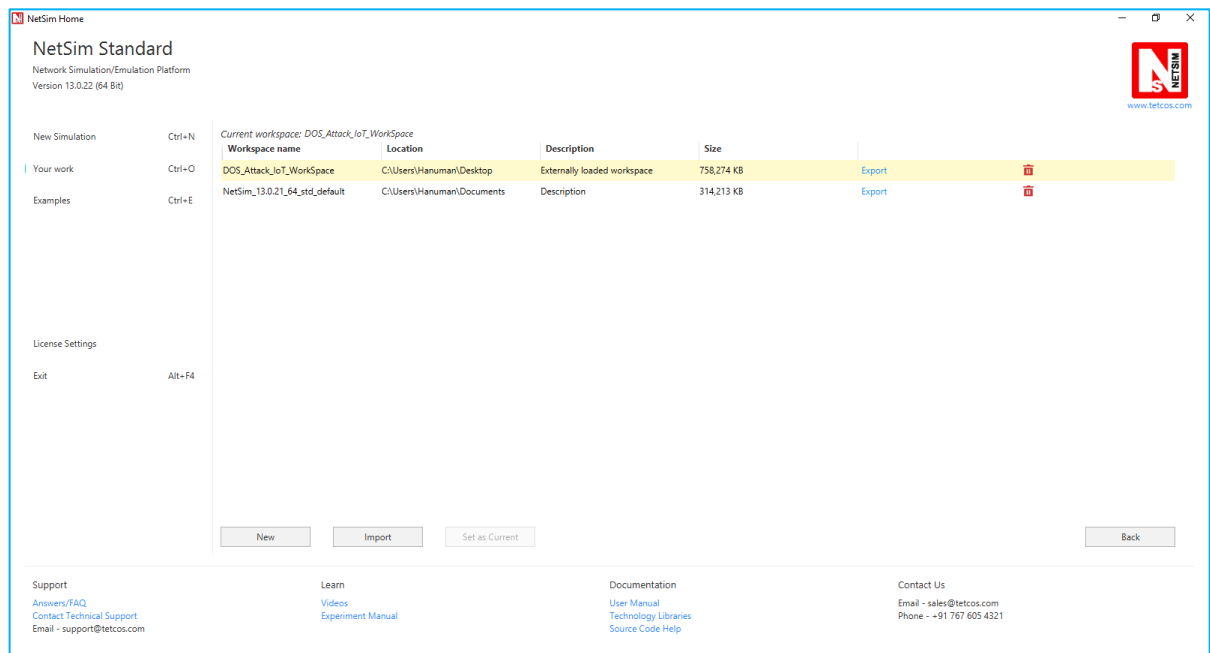 NetSim Home
NetSim Standard
Network Simulation/Emulation Platform
Version 13.0.22 (64 Bit)
NETSIM
www.tetcos.com
New Simulation Ctrl+N
Your work Ctrl+O
Examples Ctrl+E
License Settings
Exit Alt+F4
Current workspace: DOS_Attack_IoT_WorkSpace
Workspace name Location Description Size
DOS_Attack_IoT_WorkSpace C:\Users\Hanuman\Desktop Externally loaded workspace 758,274 KB Export
NetSim_13.0.21_64_std_default C:\Users\Hanuman\Documents Description 314,213 KB Export
New Import Set as Current Back
Support
Answers/FAQ
Contact Technical Support
Email - support@tetcos.com
Learn
Videos
Experiment Manual
Documentation
User Manual
Technology Libraries
Source Code Help
Contact Us
Email - sales@tetcos.com
Phone - +91 767 605 4321